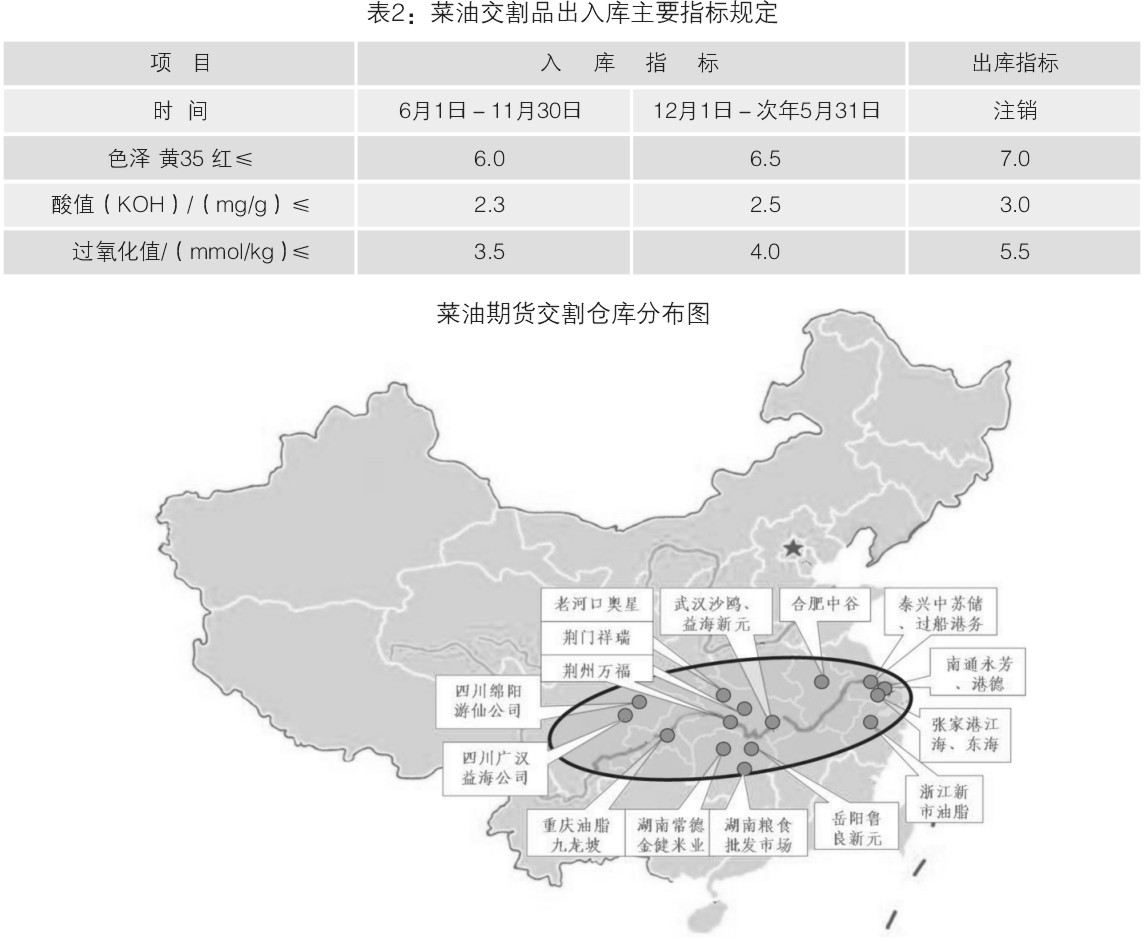 表2：菜油交割品出入库主要指标规定
项 目 入 库 指 标 出库指标
时 间 6月1日–11月30日 12月1日–次年5月31日 注销
色泽 黄35 红≤ 6.0 6.5 7.0
酸值（KOH）/（mg/g）≤ 2.3 2.5 3.0
过氧化值/（mmol/kg)≤ 3.5 4.0 5.5
菜油期货交割仓库分布图
老河口奥星
武汉沙鸥、
益海新元
合肥中谷
泰兴中苏储
、过船港务
荆门祥瑞
荆州万福
南通永芳
、港德
四川绵阳
游仙公司
张家港江
海、东海
四川广汉
益海公司
浙江新
市油脂
重庆油脂
九龙坡
湖南常德
金健米业
湖南粮食
批发市场
岳阳鲁
良新元